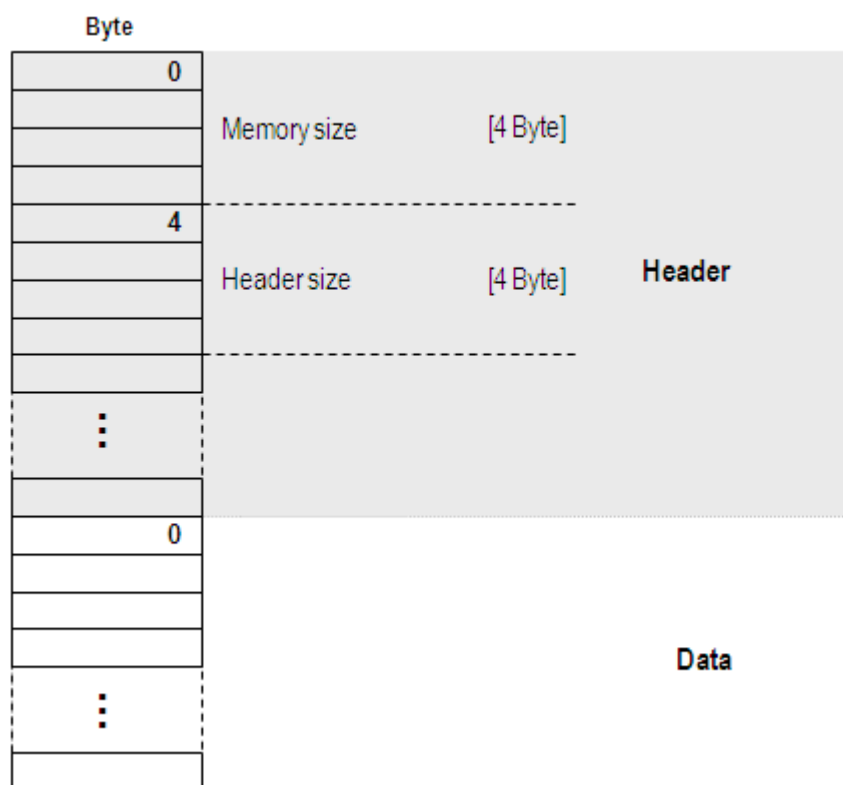 Byte
0
Memory size [4 Byte]
4
Header size [4 Byte] Header
0
Data